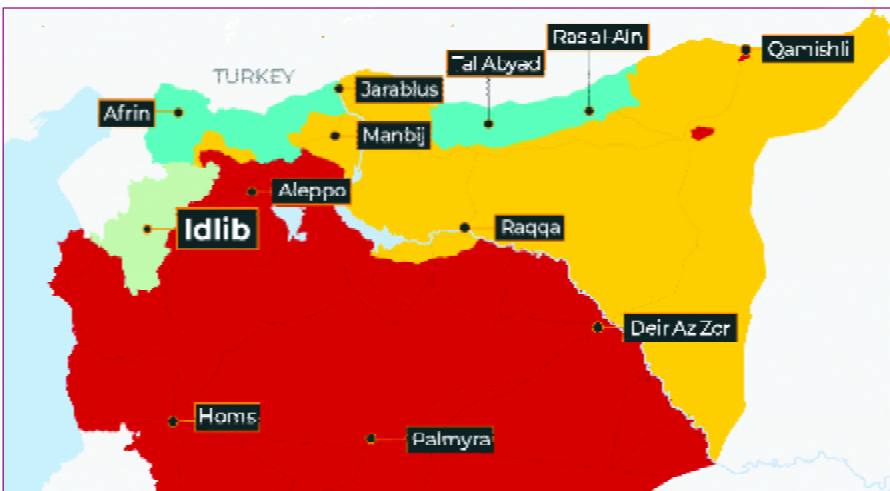 Ras al-Ain
Qamishli
Tal Abyad
TURKEY
Jarablus
Afrin
Manbij
Aleppo
Idlib
Raqqa
Deir Az Zor
Homs
Palmyra